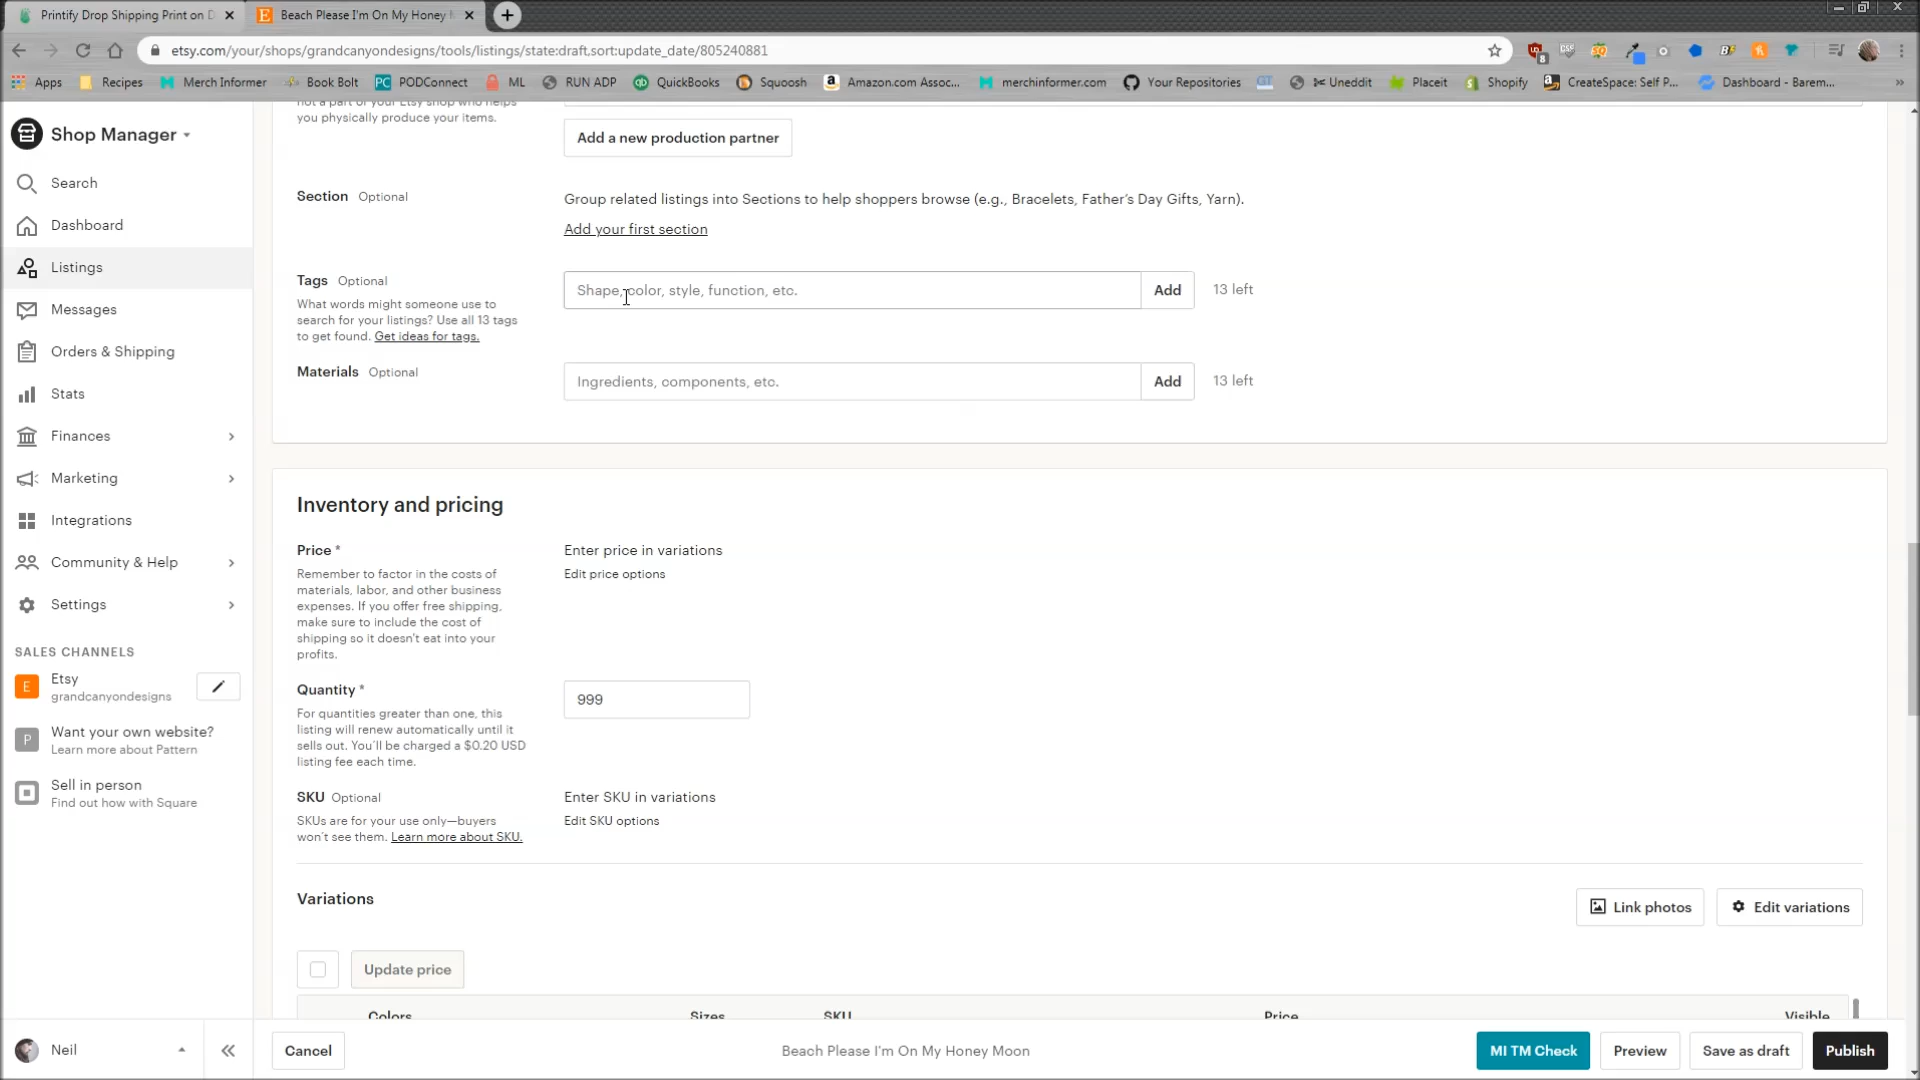 Printify Drop Shipping Print on D
Beach Please I'm On My Honey
etsy.com/your/shops/grandcanyondesigns/tools/listings/state:draft,sort:update_date/805240881
Apps
Recipes
Merch Informer
Book Bolt
PODConnect
ML
RUN ADP
QuickBooks
Squoosh
Amazon.com Assoc...
merchinformer.com
Your Repositories
Uneddit
Placeit
Shopify
CreateSpace: Self P...
Dashboard - Barem...
Shop Manager
Search
Dashboard
Listings
Messages
Orders & Shipping
Stats
Finances
Marketing
Integrations
Community & Help
Settings
SALES CHANNELS
Etsy
grandcanyondesigns
Want your own website?
Learn more about Pattern
Sell in person
Find out how with Square
Neil
not a part of your Etsy shop who helps
you physically produce your items.
Add a new production partner
Section Optional
Group related listings into Sections to help shoppers browse (e.g., Bracelets, Father's Day Gifts, Yarn).
Add your first section
Tags Optional
What words might someone use to
search for your listings? Use all 13 tags
to get found. Get ideas for tags.
Shape, color, style, function, etc.
Add
13 left
Materials Optional
Ingredients, components, etc.
Add
13 left
Inventory and pricing
Price *
Remember to factor in the costs of
materials, labor, and other business
expenses. If you offer free shipping,
make sure to include the cost of
shipping so it doesn't eat into your
profits.
Enter price in variations
Edit price options
Quantity *
For quantities greater than one, this
listing will renew automatically until it
sells out. You'll be charged a $0.20 USD
listing fee each time.
999
SKU Optional
SKUs are for your use only—buyers
won't see them. Learn more about SKU.
Enter SKU in variations
Edit SKU options
Variations
Link photos
Edit variations
Update price
Colors
Sizes
SKU
Price
Visible
Cancel
Beach Please I'm On My Honey Moon
MI TM Check
Preview
Save as draft
Publish